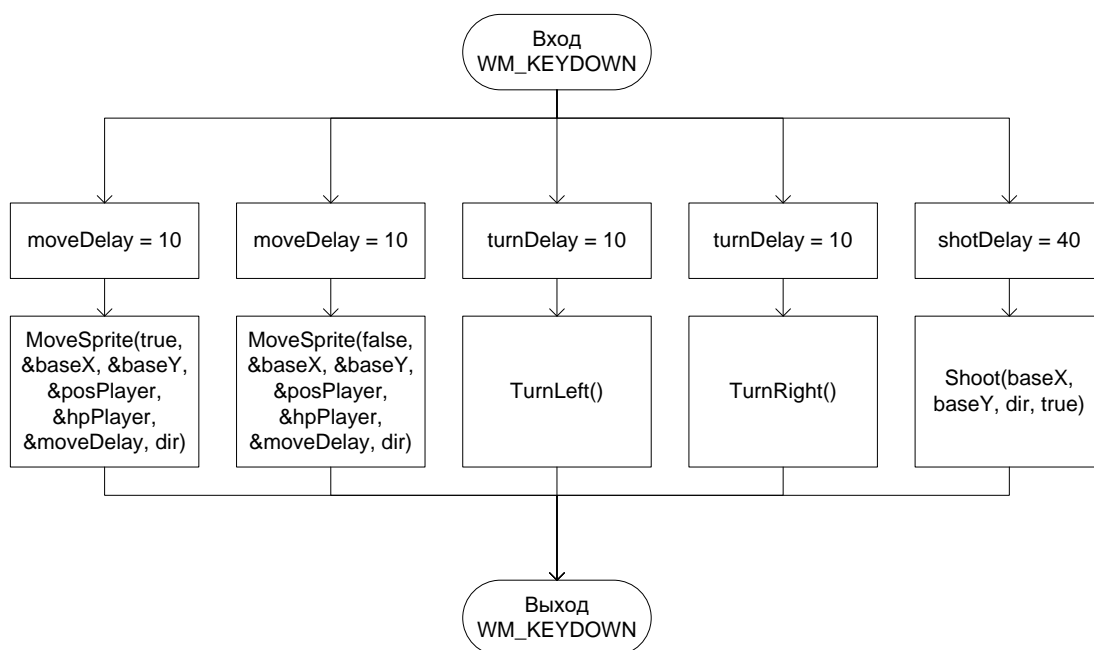 Вход
WM_KEYDOWN
moveDelay = 10
moveDelay = 10
turnDelay = 10
turnDelay = 10
shotDelay = 40
MoveSprite(true,
&baseX, &baseY,
&posPlayer,
&hpPlayer,
&moveDelay, dir)
MoveSprite(false,
&baseX, &baseY,
&posPlayer,
&hpPlayer,
&moveDelay, dir)
TurnLeft()
TurnRight()
Shoot(baseX,
baseY, dir, true)
Выход
WM_KEYDOWN